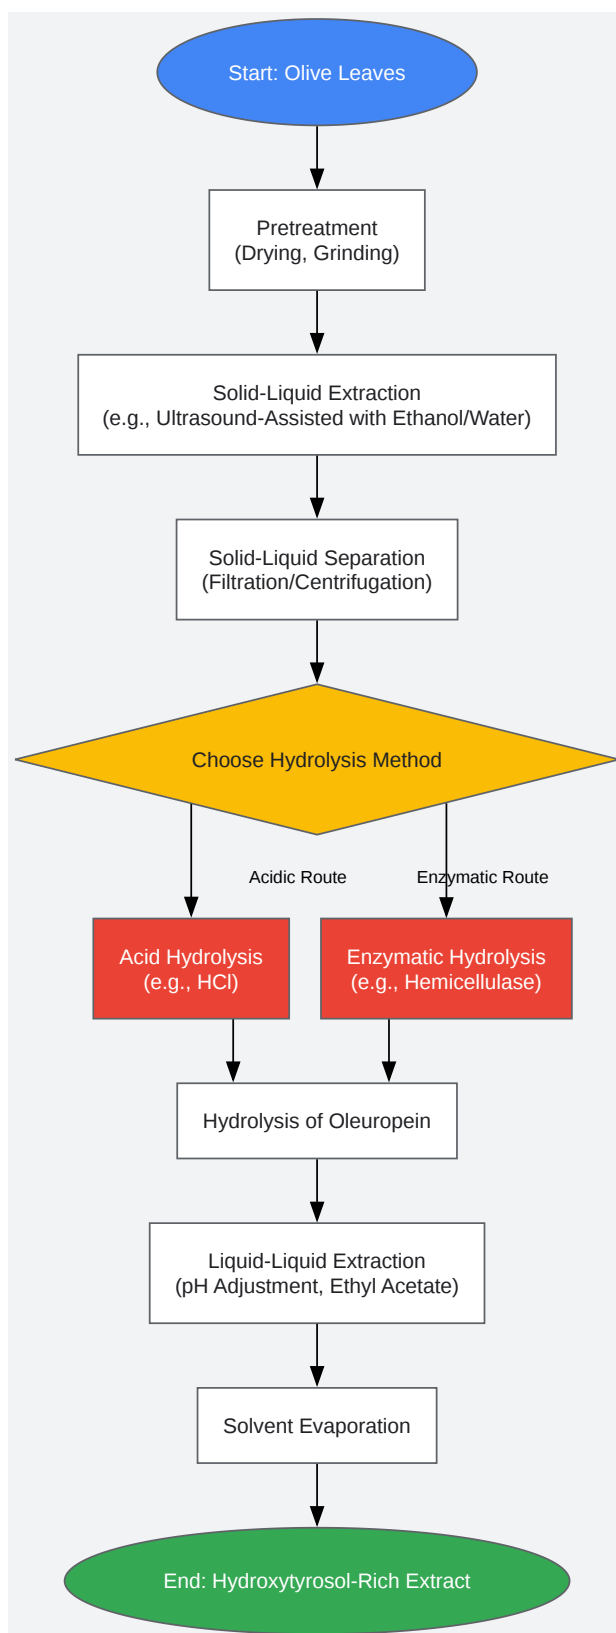 Start: Olive Leaves
Pretreatment
(Drying, Grinding)
Solid-Liquid Extraction
(e.g., Ultrasound-Assisted with Ethanol/Water)
Solid-Liquid Separation
(Filtration/Centrifugation)
Choose Hydrolysis Method
Acidic Route
Enzymatic Route
Acid Hydrolysis
(e.g., HCl)
Enzymatic Hydrolysis
(e.g., Hemicellulase)
Hydrolysis of Oleuropein
Liquid-Liquid Extraction
(pH Adjustment, Ethyl Acetate)
Solvent Evaporation
End: Hydroxytyrosol-Rich Extract